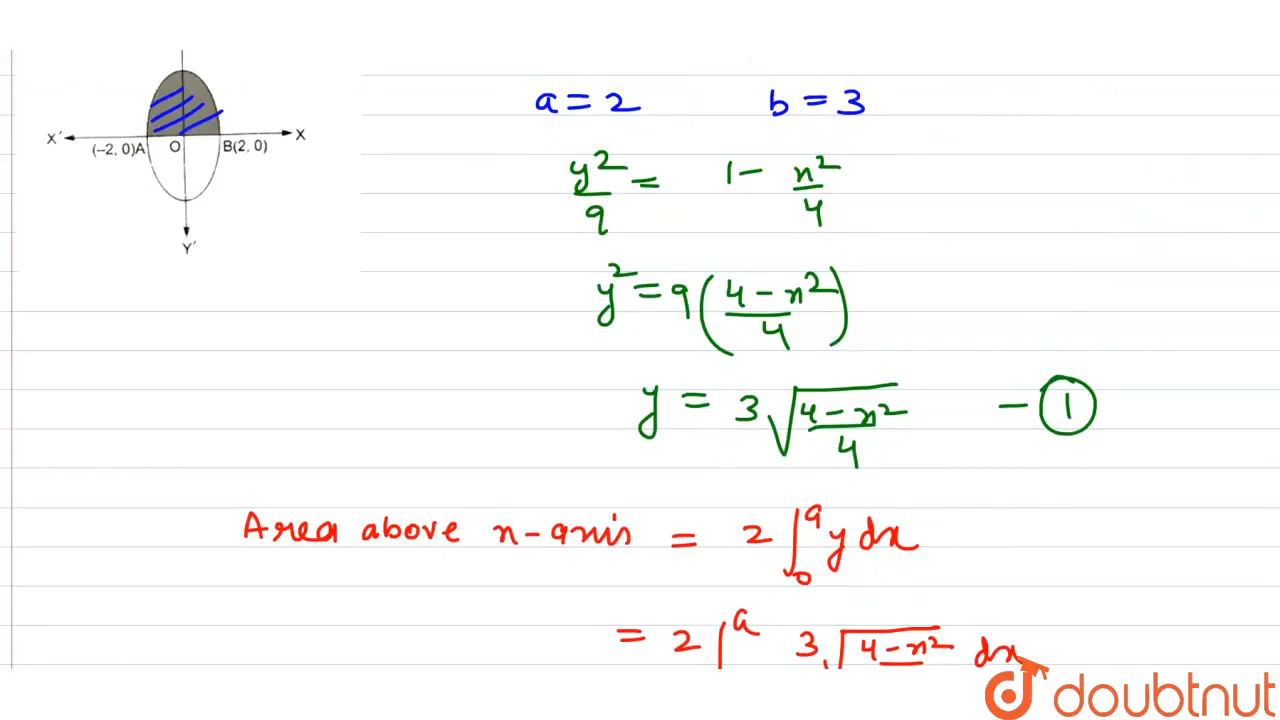 a = 2 b = 3
X′ X
(–2, 0)A O B(2, 0)
Y′
y²/9 = 1 - x²/4
y² = 9 ( (4 - x²)/4 )
y = 3 √((4 - x²)/4) - ①
Area above x-axis = 2 ∫₀ᵃ y dx
= 2 ∫ᵃ 3 √(4 - x²) dx
doubtnut